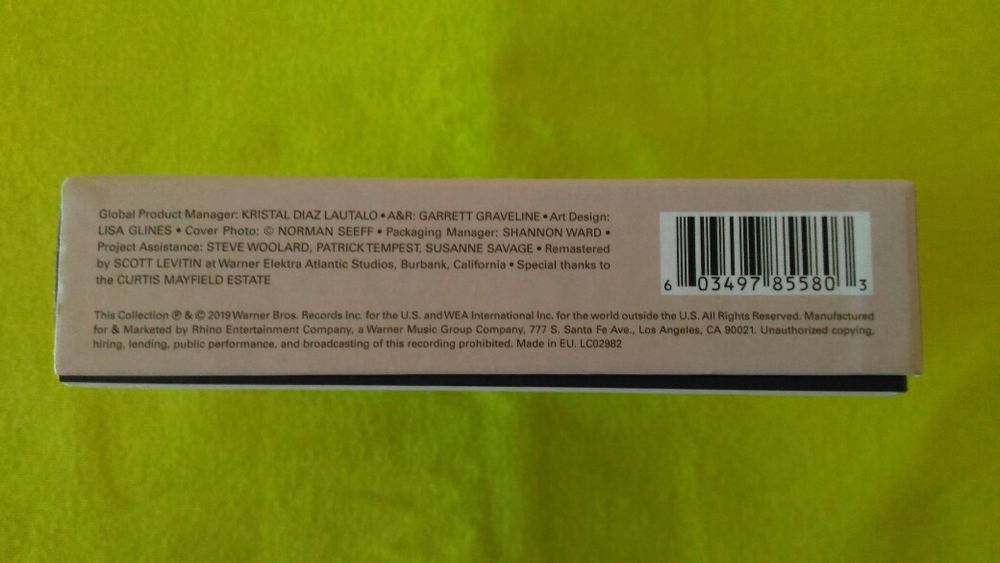 Global Product Manager: KRISTAL DIAZ LAUTALO • A&R: GARRETT GRAVELINE • Art Design:
LISA GLINES • Cover Photo: © NORMAN SEEFF • Packaging Manager: SHANNON WARD •
Project Assistance: STEVE WOOLARD, PATRICK TEMPEST, SUSANNE SAVAGE • Remastered
by SCOTT LEVITIN at Warner Elektra Atlantic Studios, Burbank, California • Special thanks to
the CURTIS MAYFIELD ESTATE
6 03497 85580 3
This Collection ℗ & © 2019 Warner Bros. Records Inc. for the U.S. and WEA International Inc. for the world outside the U.S. All Rights Reserved. Manufactured
for & Marketed by Rhino Entertainment Company, a Warner Music Group Company, 777 S. Santa Fe Ave., Los Angeles, CA 90021. Unauthorized copying,
hiring, lending, public performance, and broadcasting of this recording prohibited. Made in EU. LC02982